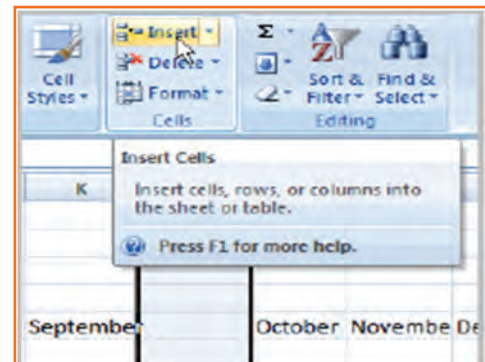 Insert
Delete
Format
Cells
Cell
Styles
Σ
Sort &
Filter
Find &
Select
Editing
Insert Cells
Insert cells, rows, or columns into
the sheet or table.
Press F1 for more help.
K
September
October
Novembe
De